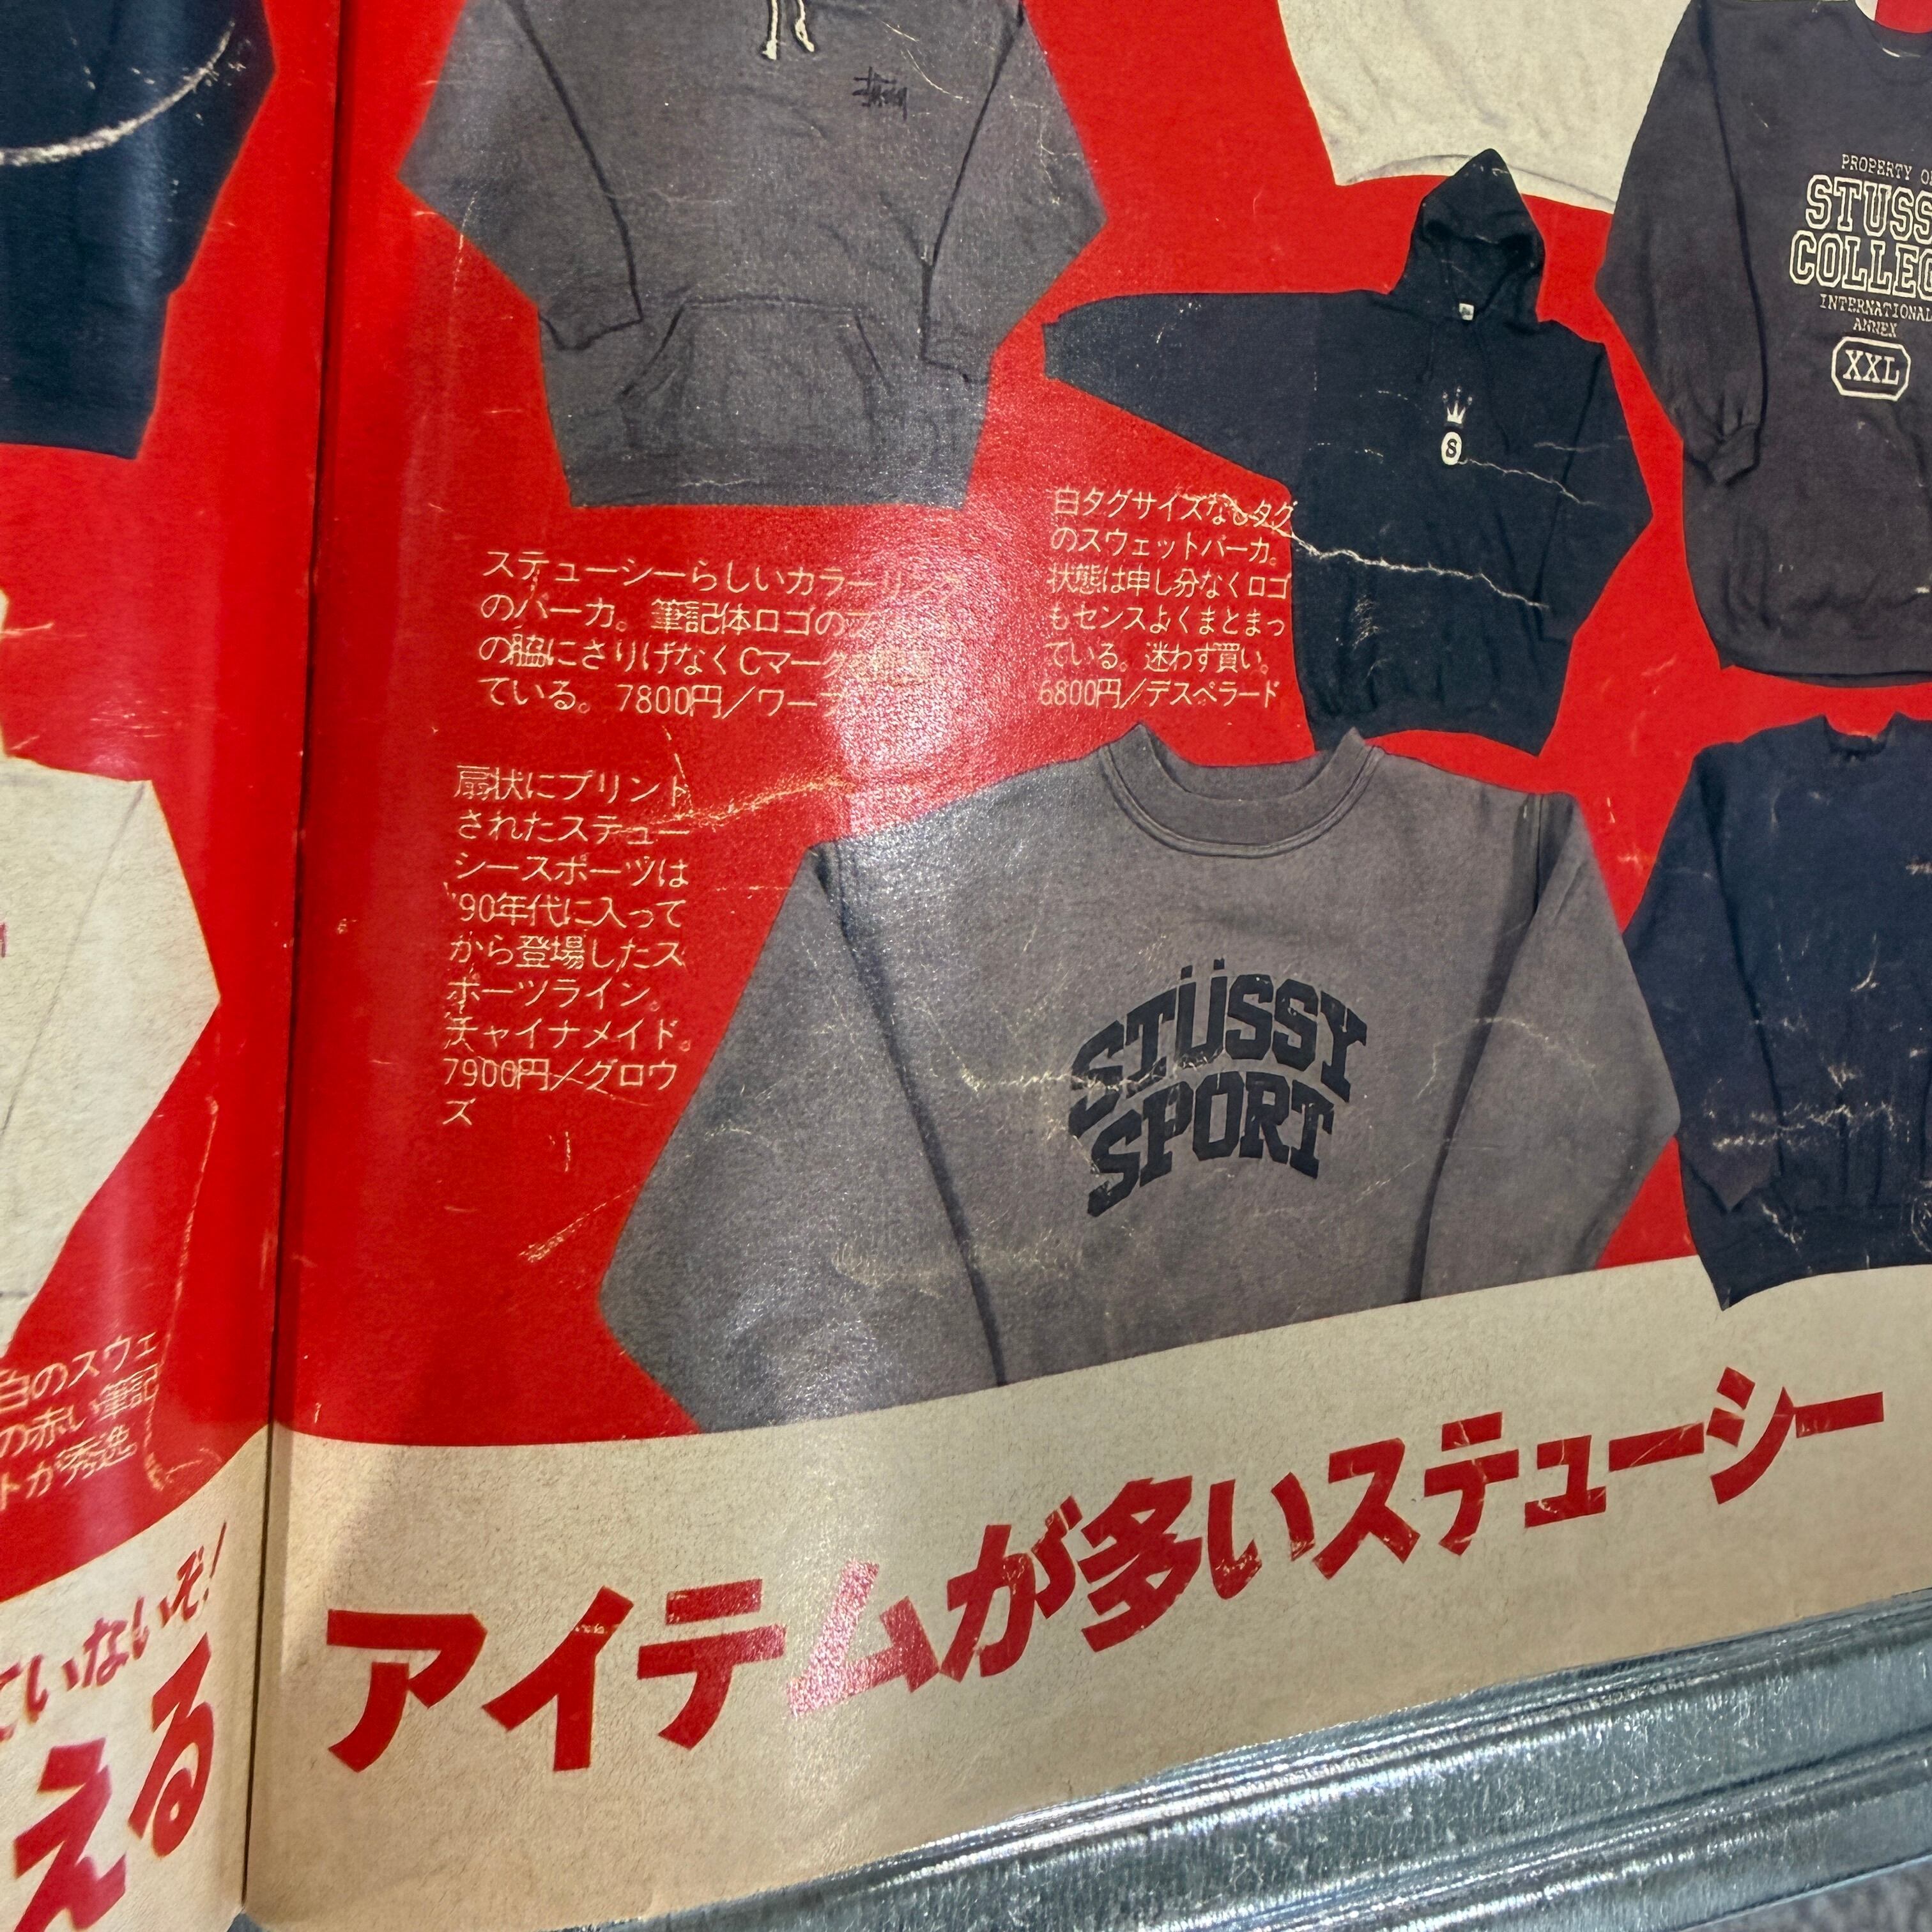 PROPERTY
STUSS
COLLEG
INTERNATIONAL
ANNEX
XXL
S
白タグサイズなしタグ
のスウェットパーカ。
状態は申し分なくロゴ
もセンスよくまとまっ
ている。迷わず買い。
6800円／デスペラード
ステューシーらしいカラーリング
のパーカ。筆記体ロゴの
の脇にさりげなくCマーク
ている。7800円／ワー
扇状にプリント
されたステュー
シースポーツは
'90年代に入って
から登場したス
ポーツライン。
チャイナメイド。
7900円／グロウ
ズ
STÜSSY
SPORT
白のスウェ
の赤い筆記
トが秀逸
ていないぞ!
える
アイテムが多いステューシー